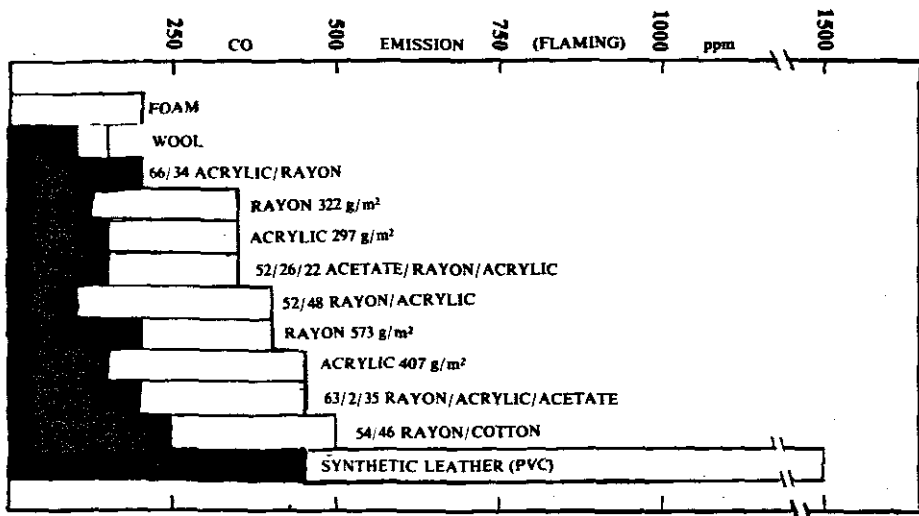 250 CO 500 EMISSION 750 (FLAMING) 1000 ppm 1500
FOAM
WOOL
66/34 ACRYLIC/RAYON
RAYON 322 g/m²
ACRYLIC 297 g/m²
52/26/22 ACETATE/RAYON/ACRYLIC
52/48 RAYON/ACRYLIC
RAYON 573 g/m²
ACRYLIC 407 g/m²
63/2/35 RAYON/ACRYLIC/ACETATE
54/46 RAYON/COTTON
SYNTHETIC LEATHER (PVC)